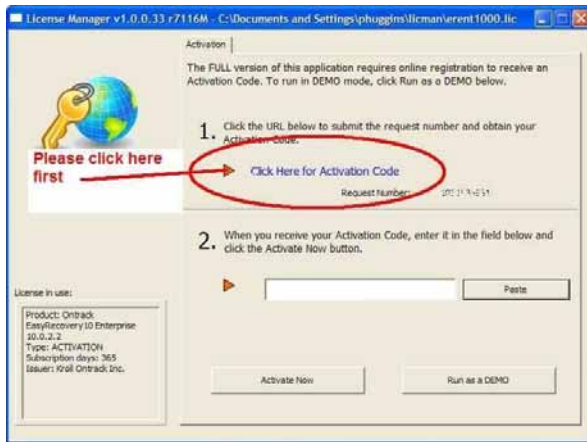 License Manager v1.0.0.33 r7116M - C:\Documents and Settings\phuggins\licman\erent1000.lic
Activation
The FULL version of this application requires online registration to receive an
Activation Code. To run in DEMO mode, click Run as a DEMO below.
1. Click the URL below to submit the request number and obtain your
Activation Code.
Please click here
first
Click Here for Activation Code
Request Number:
2. When you receive your Activation Code, enter it in the field below and
click the Activate Now button.
Paste
License in use:
Product: Ontrack
EasyRecovery10 Enterprise
10.0.2.2
Type: ACTIVATION
Subscription days: 365
Issuer: Kroll Ontrack Inc.
Activate Now
Run as a DEMO